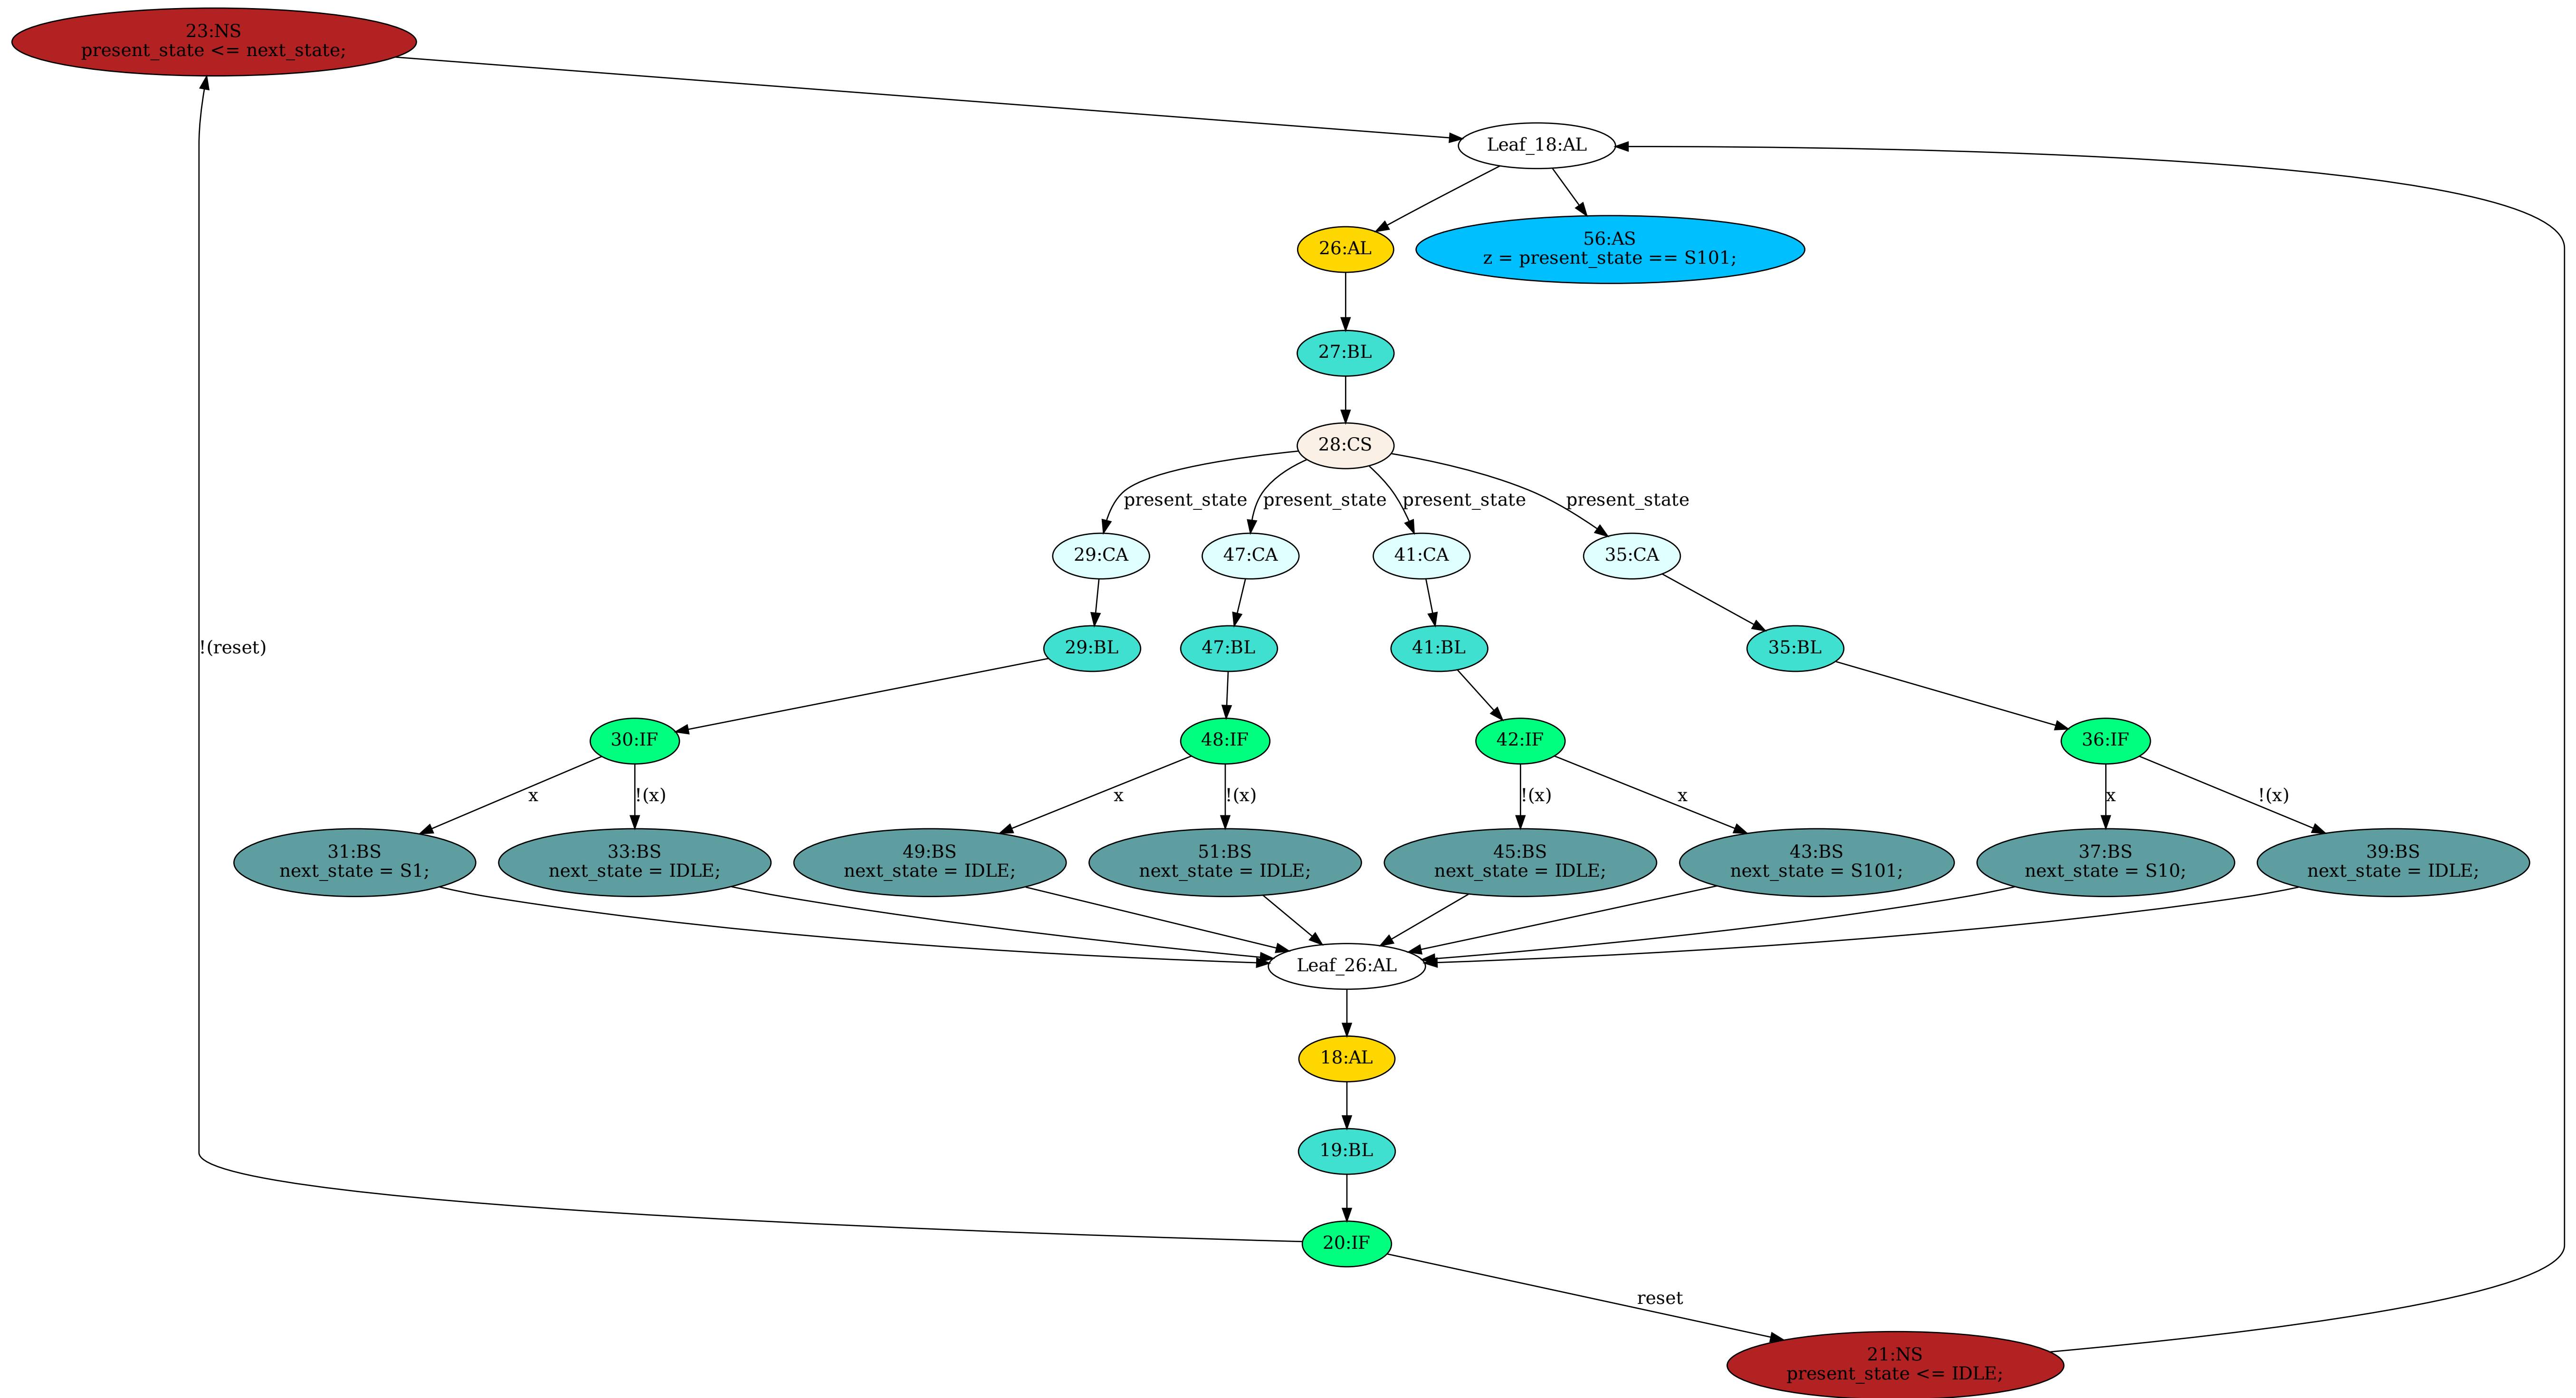 23:NS
present_state <= next_state;
Leaf_18:AL
26:AL
56:AS
z = present_state == S101;
27:BL
28:CS
present_state
present_state
present_state
present_state
29:CA
47:CA
41:CA
35:CA
!(reset)
29:BL
47:BL
41:BL
35:BL
30:IF
48:IF
42:IF
36:IF
x
!(x)
x
!(x)
!(x)
x
x
!(x)
31:BS
next_state = S1;
33:BS
next_state = IDLE;
49:BS
next_state = IDLE;
51:BS
next_state = IDLE;
45:BS
next_state = IDLE;
43:BS
next_state = S101;
37:BS
next_state = S10;
39:BS
next_state = IDLE;
Leaf_26:AL
18:AL
19:BL
20:IF
reset
21:NS
present_state <= IDLE;